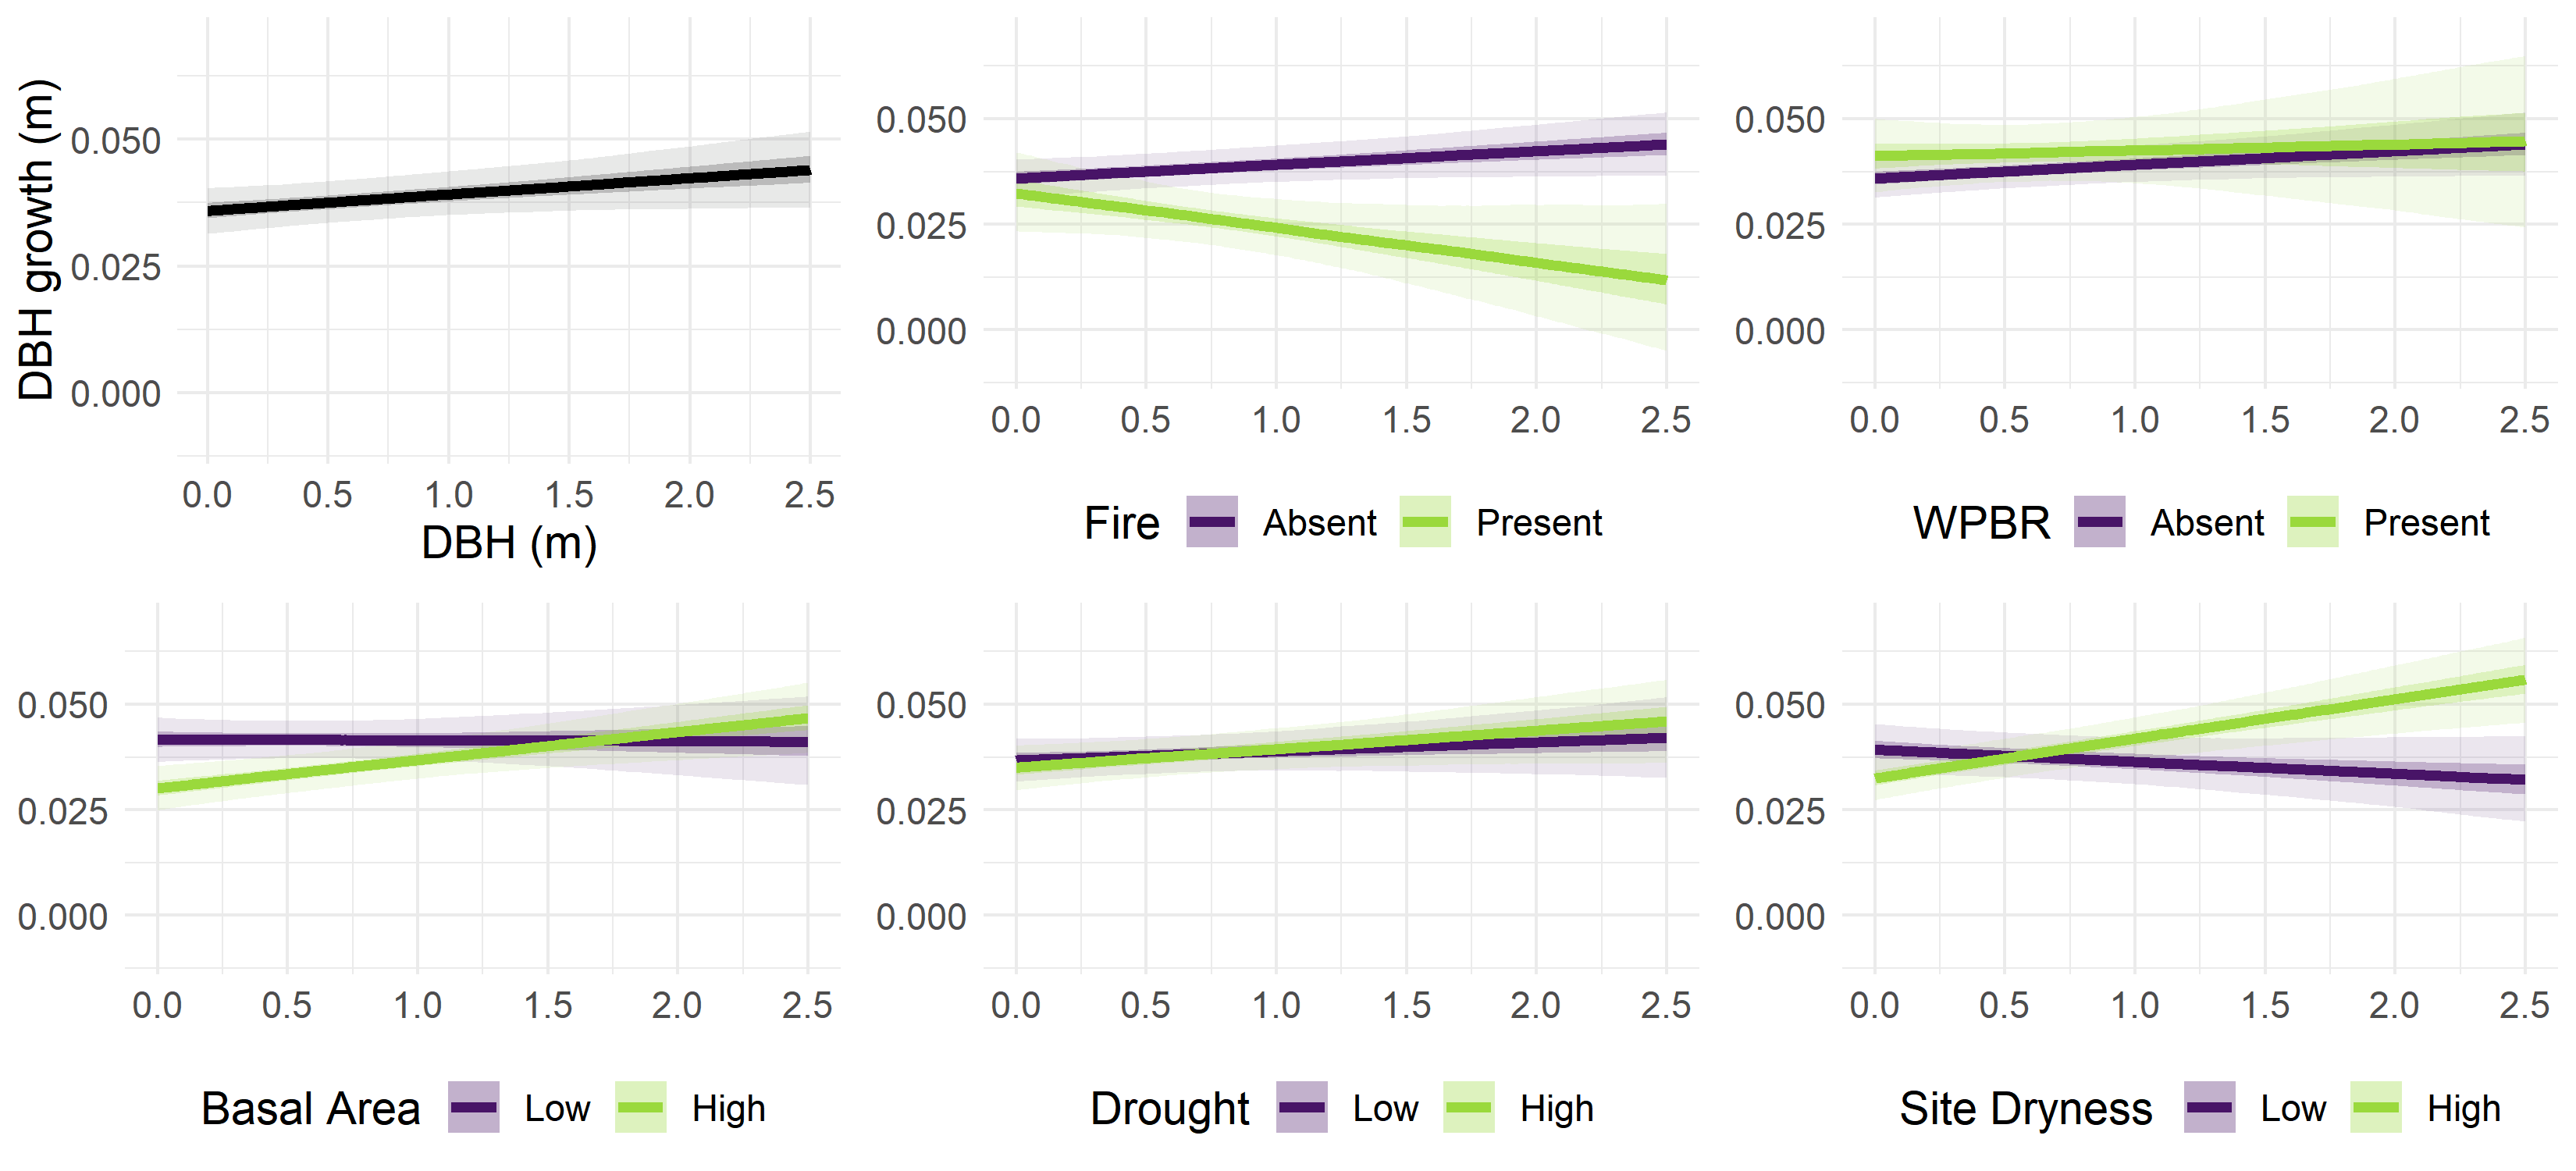 DBH growth (m)
0.050
0.025
0.000
0.0 0.5 1.0 1.5 2.0 2.5
DBH (m)
0.050
0.025
0.000
0.0 0.5 1.0 1.5 2.0 2.5
Fire Absent Present
0.050
0.025
0.000
0.0 0.5 1.0 1.5 2.0 2.5
WPBR Absent Present
0.050
0.025
0.000
0.0 0.5 1.0 1.5 2.0 2.5
Basal Area Low High
0.050
0.025
0.000
0.0 0.5 1.0 1.5 2.0 2.5
Drought Low High
0.050
0.025
0.000
0.0 0.5 1.0 1.5 2.0 2.5
Site Dryness Low High